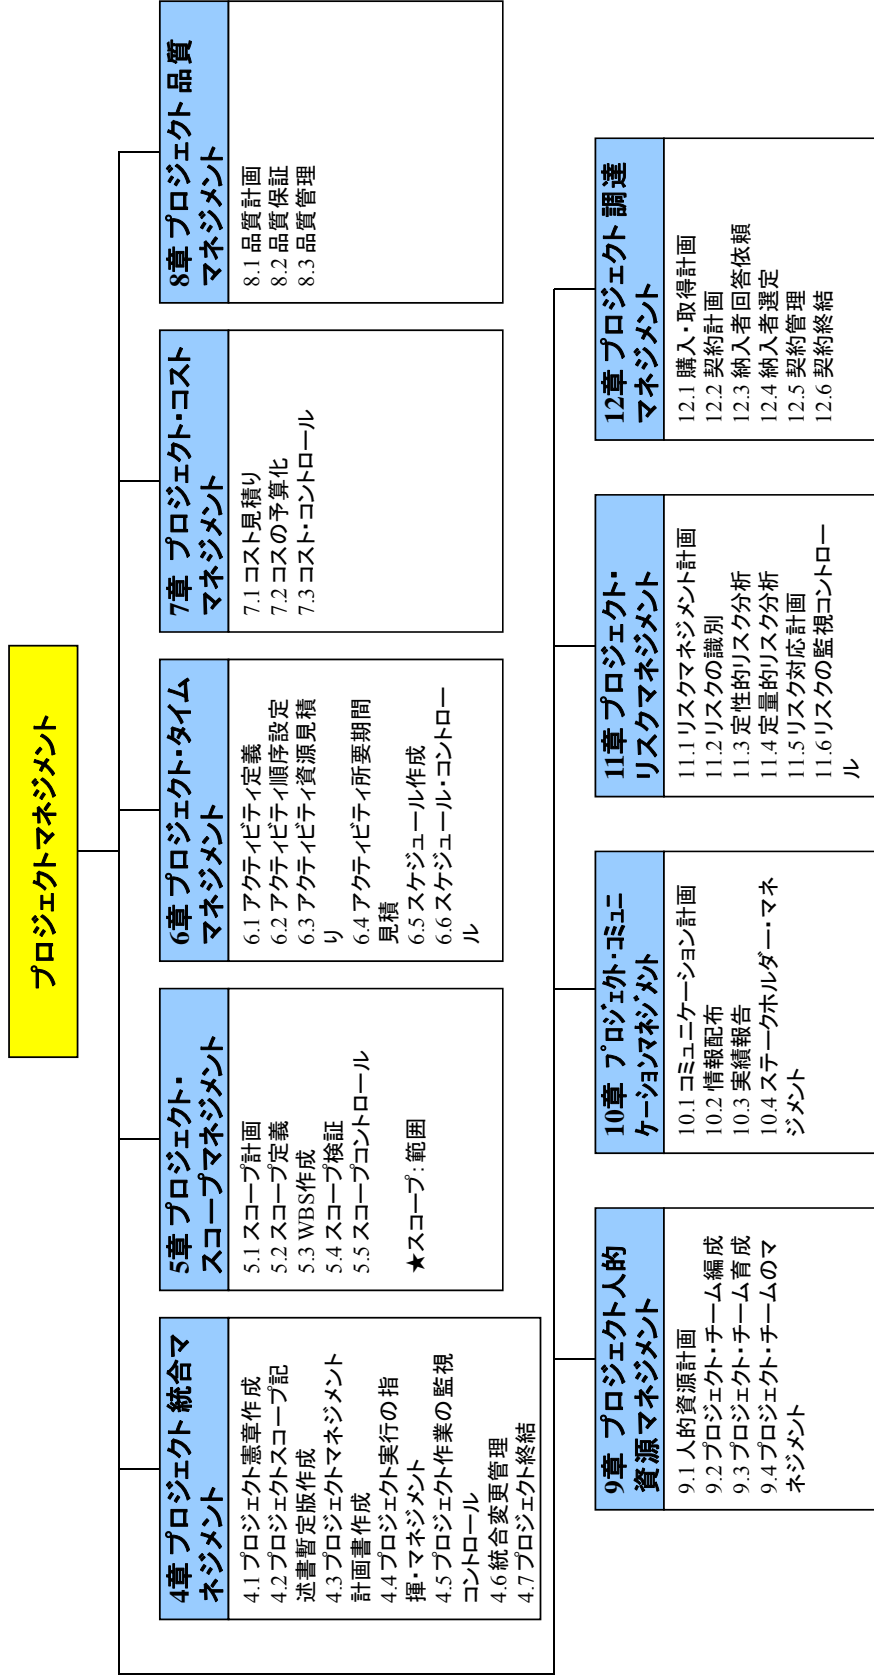 プロジェクトマネジメント
4章 プロジェクト 統合マ
ネジメント
4.1 プロジェクト憲章作成
4.2 プロジェクトスコープ記
述書暫定版作成
4.3 プロジェクトマネジメント
計画書作成
4.4 プロジェクト実行の指
揮・マネジメント
4.5 プロジェクト作業の監視
コントロール
4.6 統合変更管理
4.7 プロジェクト終結
5章 プロジェクト・
スコープマネジメント
5.1 スコープ計画
5.2 スコープ定義
5.3 WBS作成
5.4 スコープ検証
5.5 スコープコントロール
★スコープ:範囲
6章 プロジェクト・タイム
マネジメント
6.1 アクティビティ定義
6.2 アクティビティ順序設定
6.3 アクティビティ資源見積
り
6.4 アクティビティ所要期間
見積
6.5 スケジュール作成
6.6 スケジュール・コントロー
ル
7章 プロジェクト・コスト
マネジメント
7.1 コスト見積り
7.2 コスの予算化
7.3 コスト・コントロール
8章 プロジェクト 品質
マネジメント
8.1 品質計画
8.2 品質保証
8.3 品質管理
9章 プロジェクト人的
資源マネジメント
9.1 人的資源計画
9.2 プロジェクト・チーム編成
9.3 プロジェクト・チーム育成
9.4 プロジェクト・チームのマ
ネジメント
10章 プロジェクト・コミュニ
ケーションマネジメント
10.1 コミュニケーション計画
10.2 情報配布
10.3 実績報告
10.4 ステークホルダー・マネ
ジメント
11章 プロジェクト・
リスクマネジメント
11.1 リスクマネジメント計画
11.2 リスクの識別
11.3 定性的リスク分析
11.4 定量的リスク分析
11.5 リスク対応計画
11.6 リスクの監視コントロー
ル
12章 プロジェクト 調達
マネジメント
12.1 購入・取得計画
12.2 契約計画
12.3 納入者回答依頼
12.4 納入者選定
12.5 契約管理
12.6 契約終結